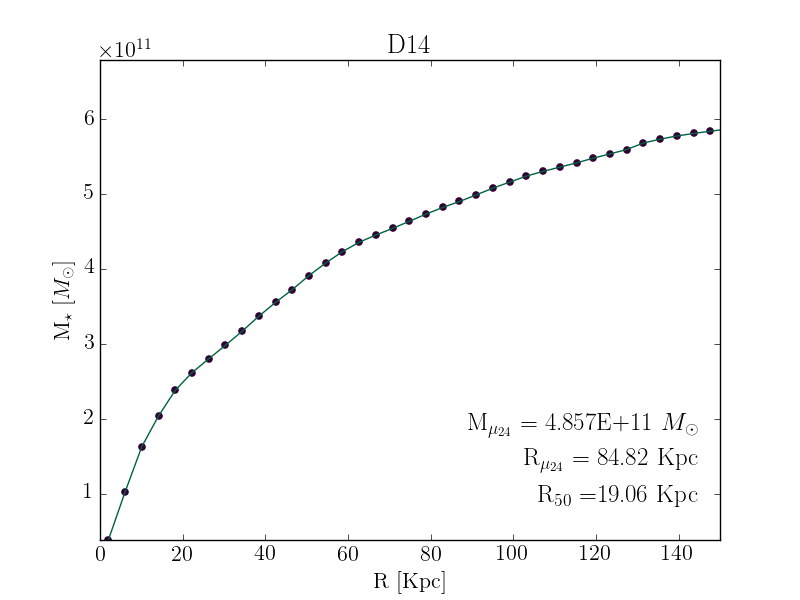 D14
×10¹¹
6
5
4
3
2
1
M⋆ [M⊙]
M_μ₂₄ = 4.857E+11 M⊙
R_μ₂₄ = 84.82 Kpc
R₅₀ =19.06 Kpc
0 20 40 60 80 100 120 140
R [Kpc]